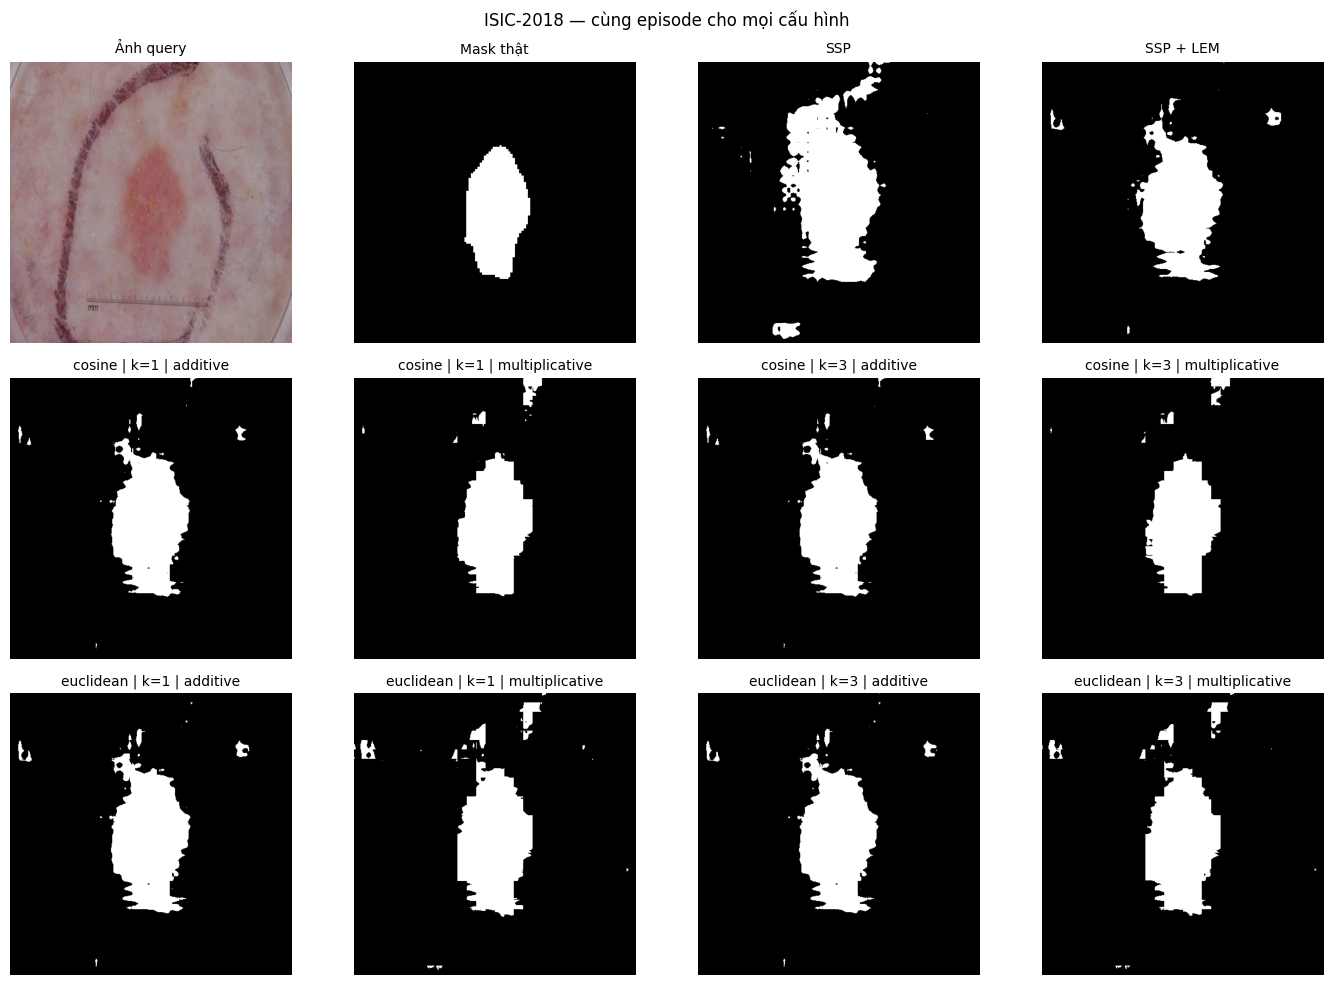 ISIC-2018 — cùng episode cho mọi cấu hình
Ảnh query
Mask thật
SSP
SSP + LEM
mm
cosine | k=1 | additive
cosine | k=1 | multiplicative
cosine | k=3 | additive
cosine | k=3 | multiplicative
euclidean | k=1 | additive
euclidean | k=1 | multiplicative
euclidean | k=3 | additive
euclidean | k=3 | multiplicative